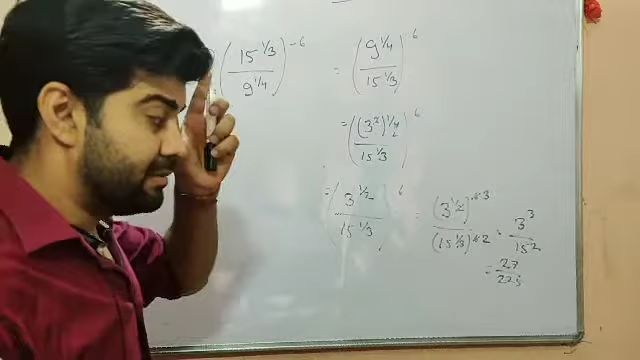 (15^1/3 / 9^1/4)^-6 = (9^1/4 / 15^1/3)^6
= ((3^2)^1/4 / 15^1/3)^6
= (3^1/2 / 15^1/3)^6 = (3^1/2)^6 3 / (15^1/3)^6 2 = 3^3 / 15^2
= 27 / 225